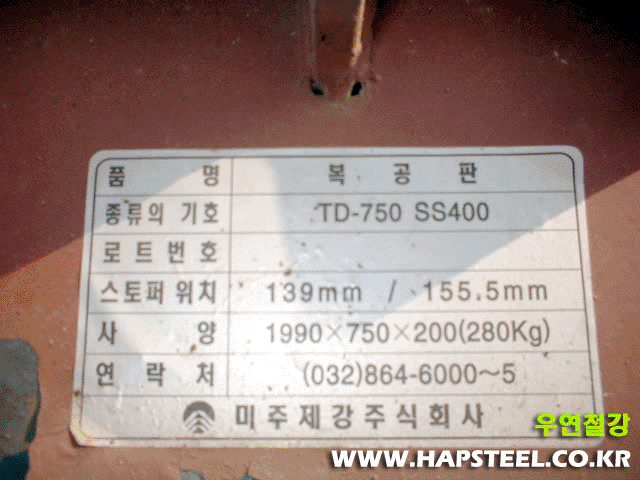 품 명 복 공 판
종류의 기호 TD-750 SS400
로트번호
스토퍼위치 139mm / 155.5mm
사 양 1990×750×200(280Kg)
연 락 처 (032)864-6000~5
미주제강주식회사
우연철강
WWW.HAPSTEEL.CO.KR